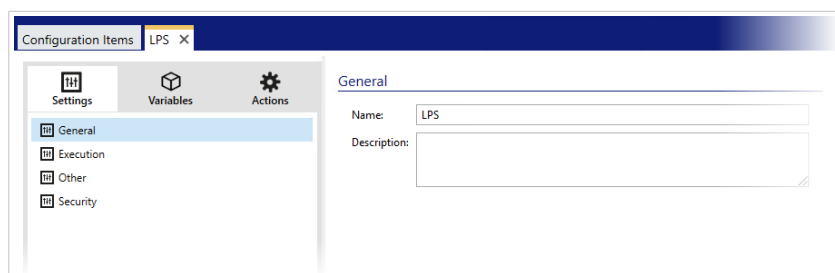 Configuration Items LPS
Settings Variables Actions
General
Execution
Other
Security
General
Name: LPS
Description: